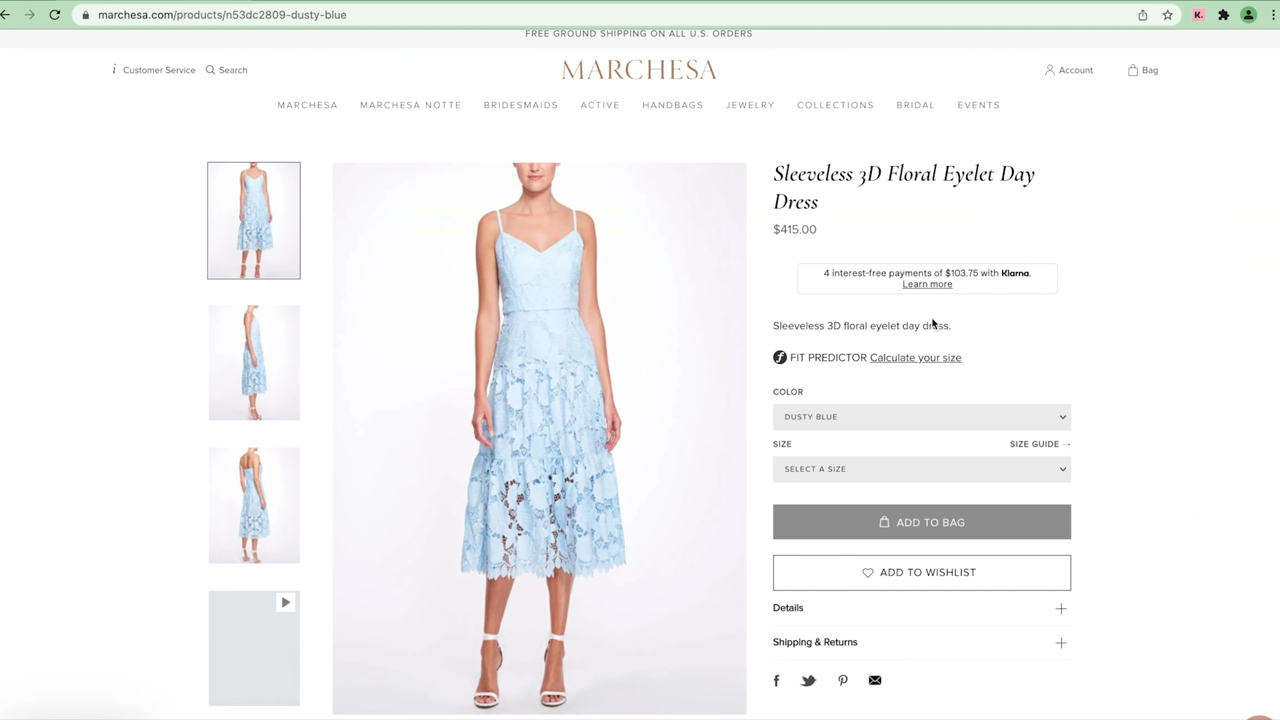 marchesa.com/products/n53dc2809-dusty-blue
K.
FREE GROUND SHIPPING ON ALL U.S. ORDERS
i Customer Service Search
MARCHESA
Account Bag
MARCHESA MARCHESA NOTTE BRIDESMAIDS ACTIVE HANDBAGS JEWELRY COLLECTIONS BRIDAL EVENTS
Sleeveless 3D Floral Eyelet Day
Dress
$415.00
4 interest-free payments of $103.75 with Klarna.
Learn more
Sleeveless 3D floral eyelet day dress.
FIT PREDICTOR Calculate your size
COLOR
DUSTY BLUE
SIZE SIZE GUIDE →
SELECT A SIZE
ADD TO BAG
ADD TO WISHLIST
Details
Shipping & Returns